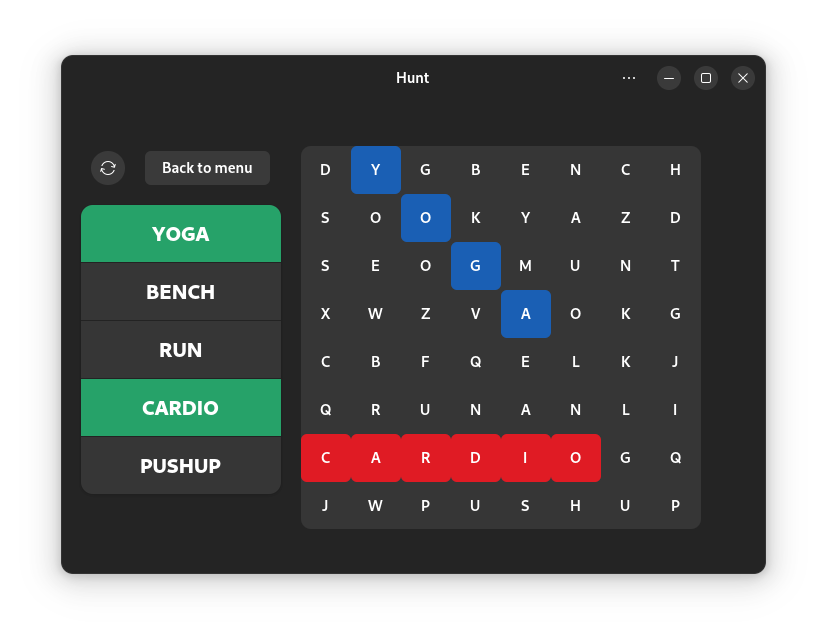 Hunt
Back to menu
YOGA
BENCH
RUN
CARDIO
PUSHUP
D Y G B E N C H
S O O K Y A Z D
S E O G M U N T
X W Z V A O K G
C B F Q E L K J
Q R U N A N L I
C A R D I O G Q
J W P U S H U P